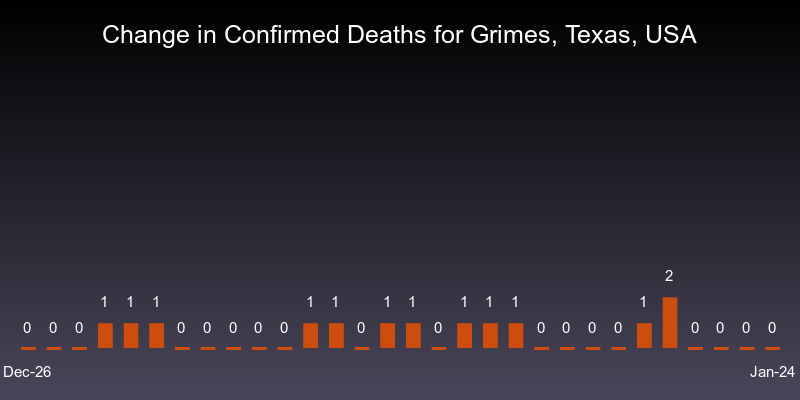 Change in Confirmed Deaths for Grimes, Texas, USA
2
1 1 1 1 1 1 1 1 1 1 1
0 0 0 0 0 0 0 0 0 0 0 0 0 0 0 0 0 0
Dec-26 Jan-24